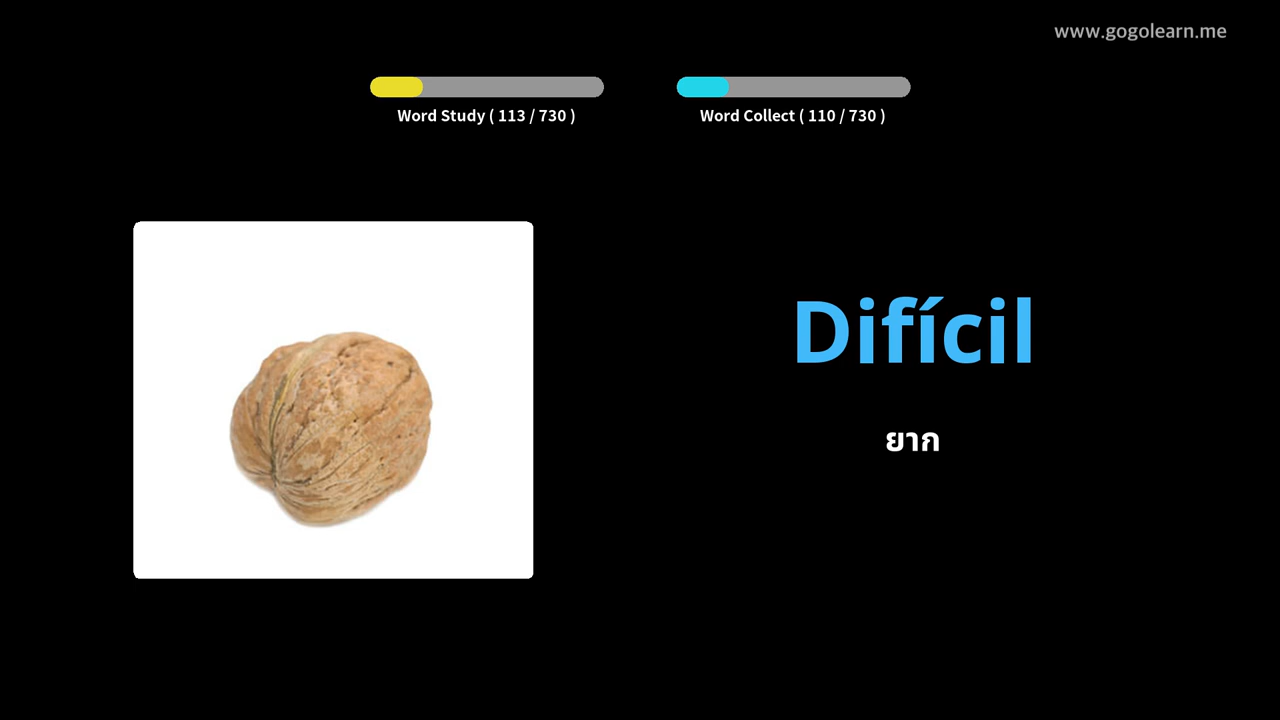 www.gogolearn.me
Word Study ( 113 / 730 )
Word Collect ( 110 / 730 )
Difícil
ยาก